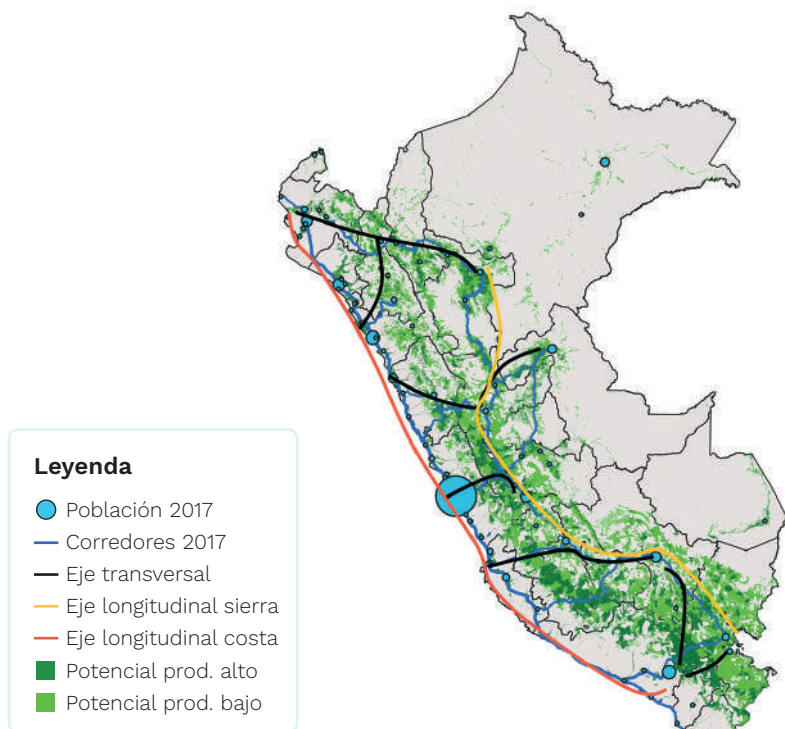 Leyenda
Población 2017
Corredores 2017
Eje transversal
Eje longitudinal sierra
Eje longitudinal costa
Potencial prod. alto
Potencial prod. bajo